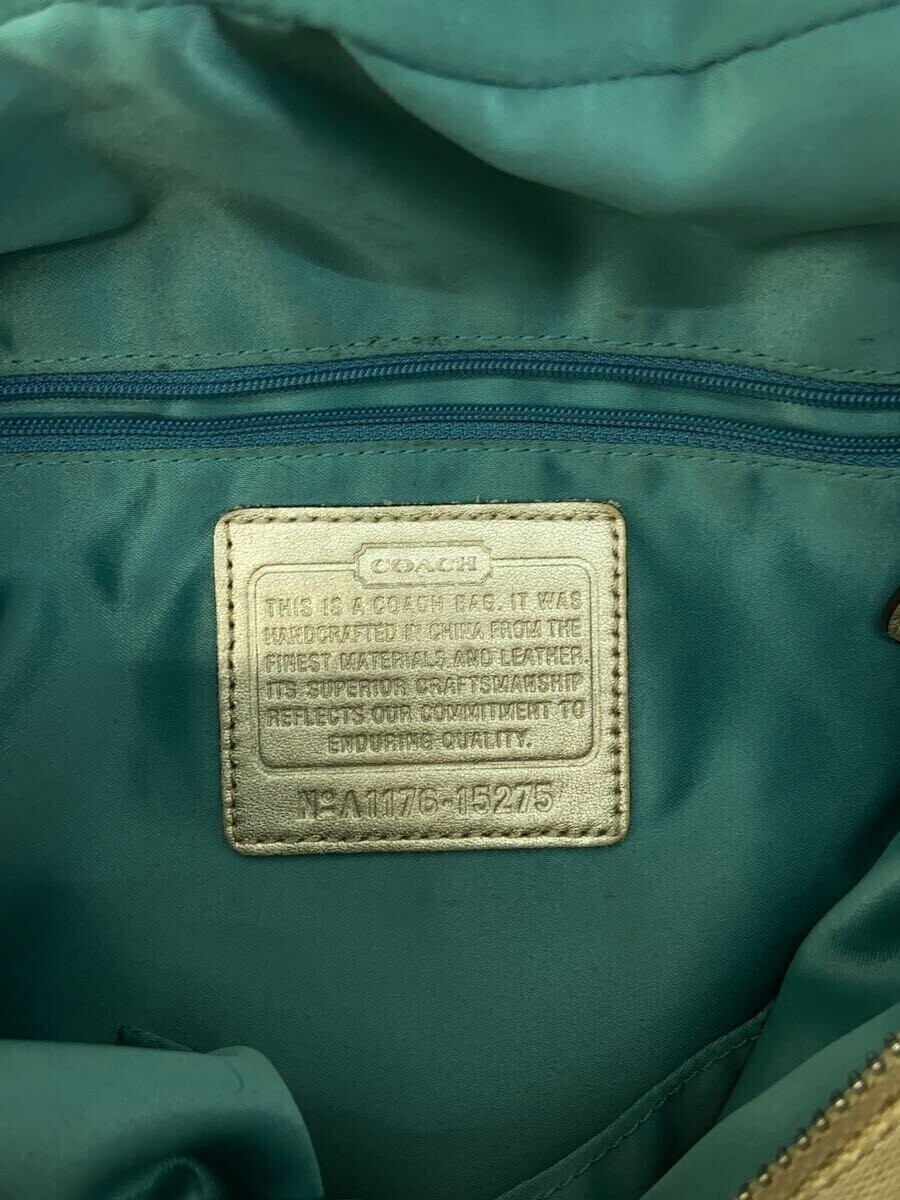 COACH
THIS IS A COACH BAG. IT WAS
HANDCRAFTED IN CHINA FROM THE
FINEST MATERIALS AND LEATHER.
ITS SUPERIOR CRAFTSMANSHIP
REFLECTS OUR COMMITMENT TO
ENDURING QUALITY.
Nº A1176-15275